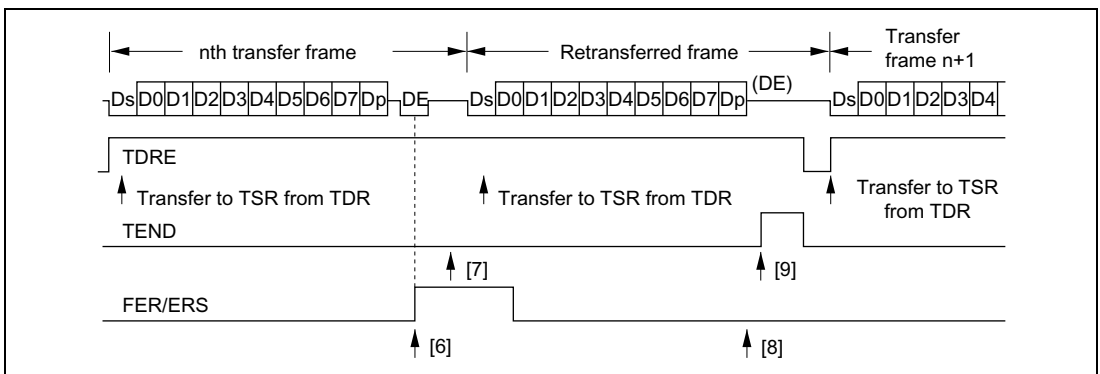 nth transfer frame
Retransferred frame
Transfer
frame n+1
Ds D0 D1 D2 D3 D4 D5 D6 D7 Dp DE
Ds D0 D1 D2 D3 D4 D5 D6 D7 Dp (DE)
Ds D0 D1 D2 D3 D4
TDRE
Transfer to TSR from TDR
Transfer to TSR from TDR
Transfer to TSR
from TDR
TEND
[7]
[9]
FER/ERS
[6]
[8]